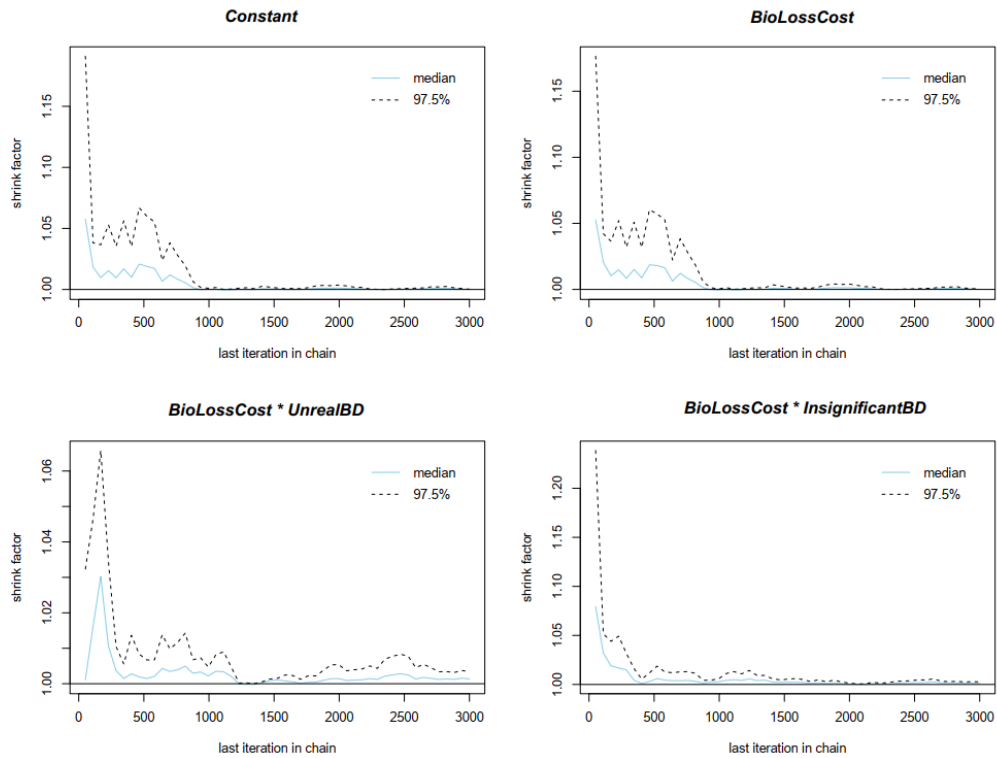 Constant
shrink factor
1.00 1.05 1.10 1.15
median
97.5%
0 500 1000 1500 2000 2500 3000
last iteration in chain
BioLossCost
shrink factor
1.00 1.05 1.10 1.15
median
97.5%
0 500 1000 1500 2000 2500 3000
last iteration in chain
BioLossCost * UnrealBD
shrink factor
1.00 1.02 1.04 1.06
median
97.5%
0 500 1000 1500 2000 2500 3000
last iteration in chain
BioLossCost * InsignificantBD
shrink factor
1.00 1.05 1.10 1.15 1.20
median
97.5%
0 500 1000 1500 2000 2500 3000
last iteration in chain